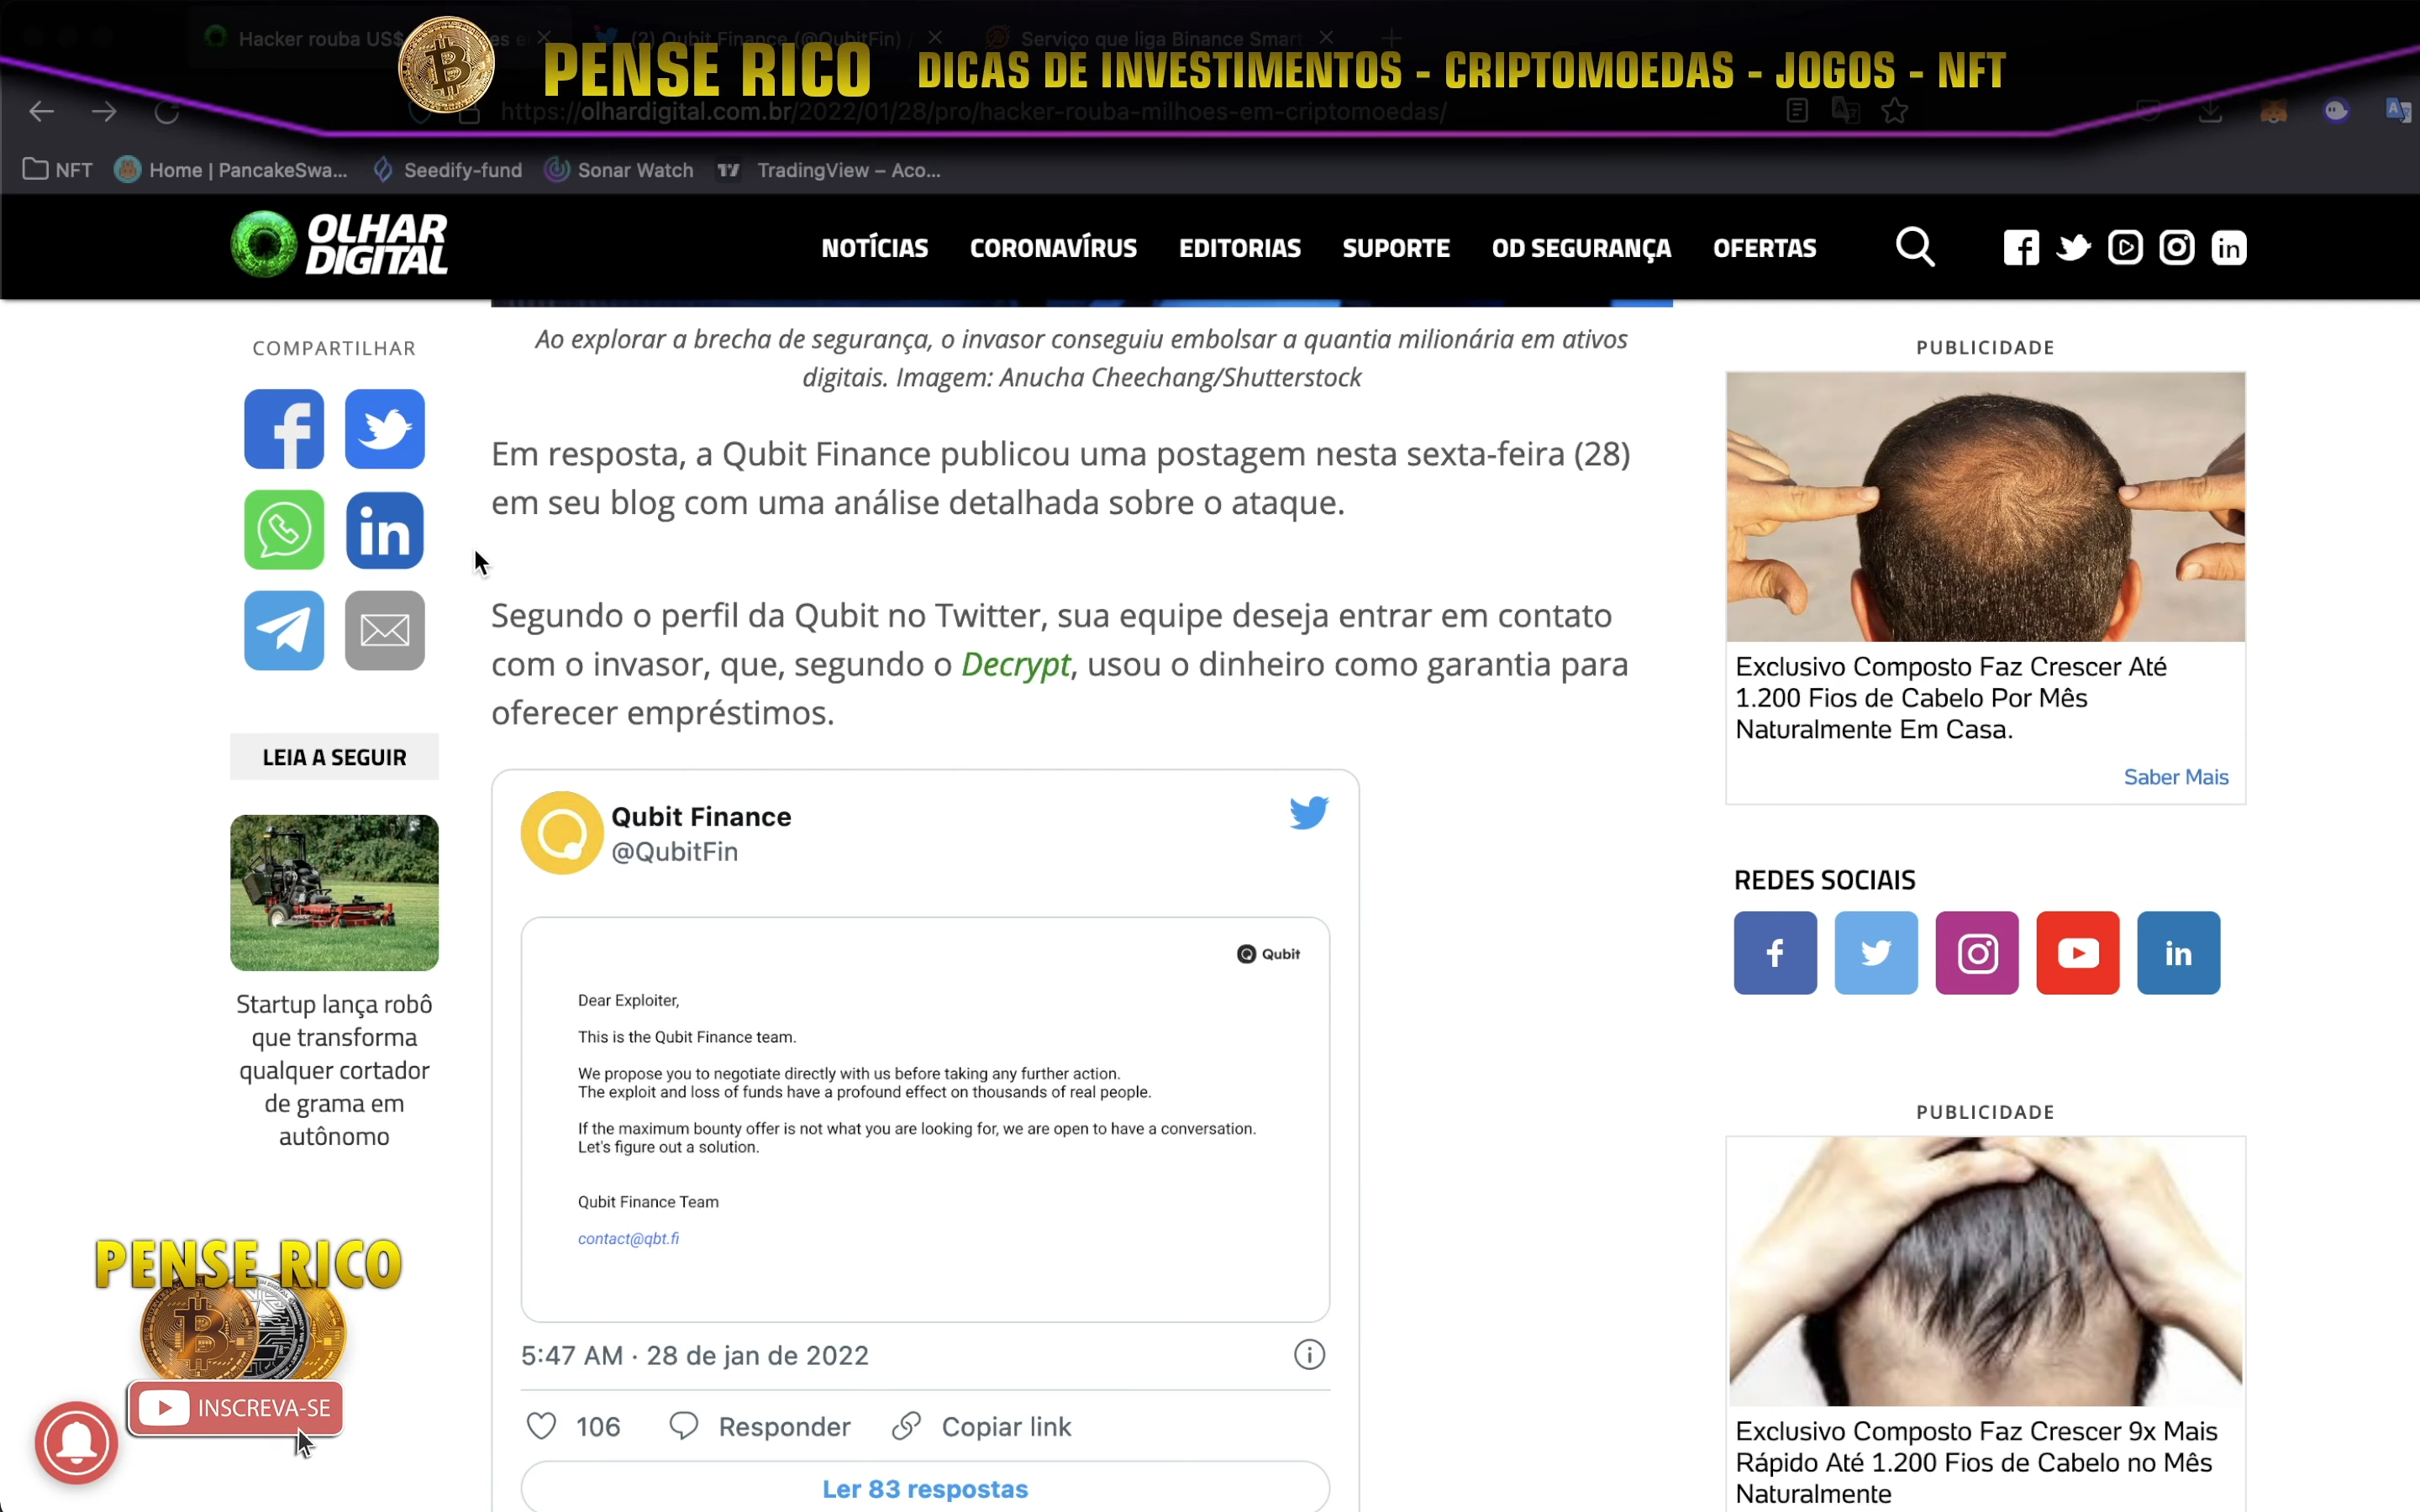 Hacker rouba US$
es e
(2) Qubit Finance (@QubitFin) /
Serviço que liga Binance Smart
PENSE RICO
DICAS DE INVESTIMENTOS - CRIPTOMOEDAS - JOGOS - NFT
https://olhardigital.com.br/2022/01/28/pro/hacker-rouba-milhoes-em-criptomoedas/
NFT
Home | PancakeSwa...
Seedify-fund
Sonar Watch
TradingView – Aco...
OLHAR
DIGITAL
NOTÍCIAS
CORONAVÍRUS
EDITORIAS
SUPORTE
OD SEGURANÇA
OFERTAS
COMPARTILHAR
Ao explorar a brecha de segurança, o invasor conseguiu embolsar a quantia milionária em ativos
digitais. Imagem: Anucha Cheechang/Shutterstock
Em resposta, a Qubit Finance publicou uma postagem nesta sexta-feira (28)
em seu blog com uma análise detalhada sobre o ataque.
Segundo o perfil da Qubit no Twitter, sua equipe deseja entrar em contato
com o invasor, que, segundo o Decrypt, usou o dinheiro como garantia para
oferecer empréstimos.
LEIA A SEGUIR
Startup lança robô
que transforma
qualquer cortador
de grama em
autônomo
Qubit Finance
@QubitFin
Qubit
Dear Exploiter,
This is the Qubit Finance team.
We propose you to negotiate directly with us before taking any further action.
The exploit and loss of funds have a profound effect on thousands of real people.
If the maximum bounty offer is not what you are looking for, we are open to have a conversation.
Let's figure out a solution.
Qubit Finance Team
contact@qbt.fi
5:47 AM · 28 de jan de 2022
106
Responder
Copiar link
Ler 83 respostas
PUBLICIDADE
Exclusivo Composto Faz Crescer Até
1.200 Fios de Cabelo Por Mês
Naturalmente Em Casa.
Saber Mais
REDES SOCIAIS
PUBLICIDADE
Exclusivo Composto Faz Crescer 9x Mais
Rápido Até 1.200 Fios de Cabelo no Mês
Naturalmente
PENSE RICO
INSCREVA-SE